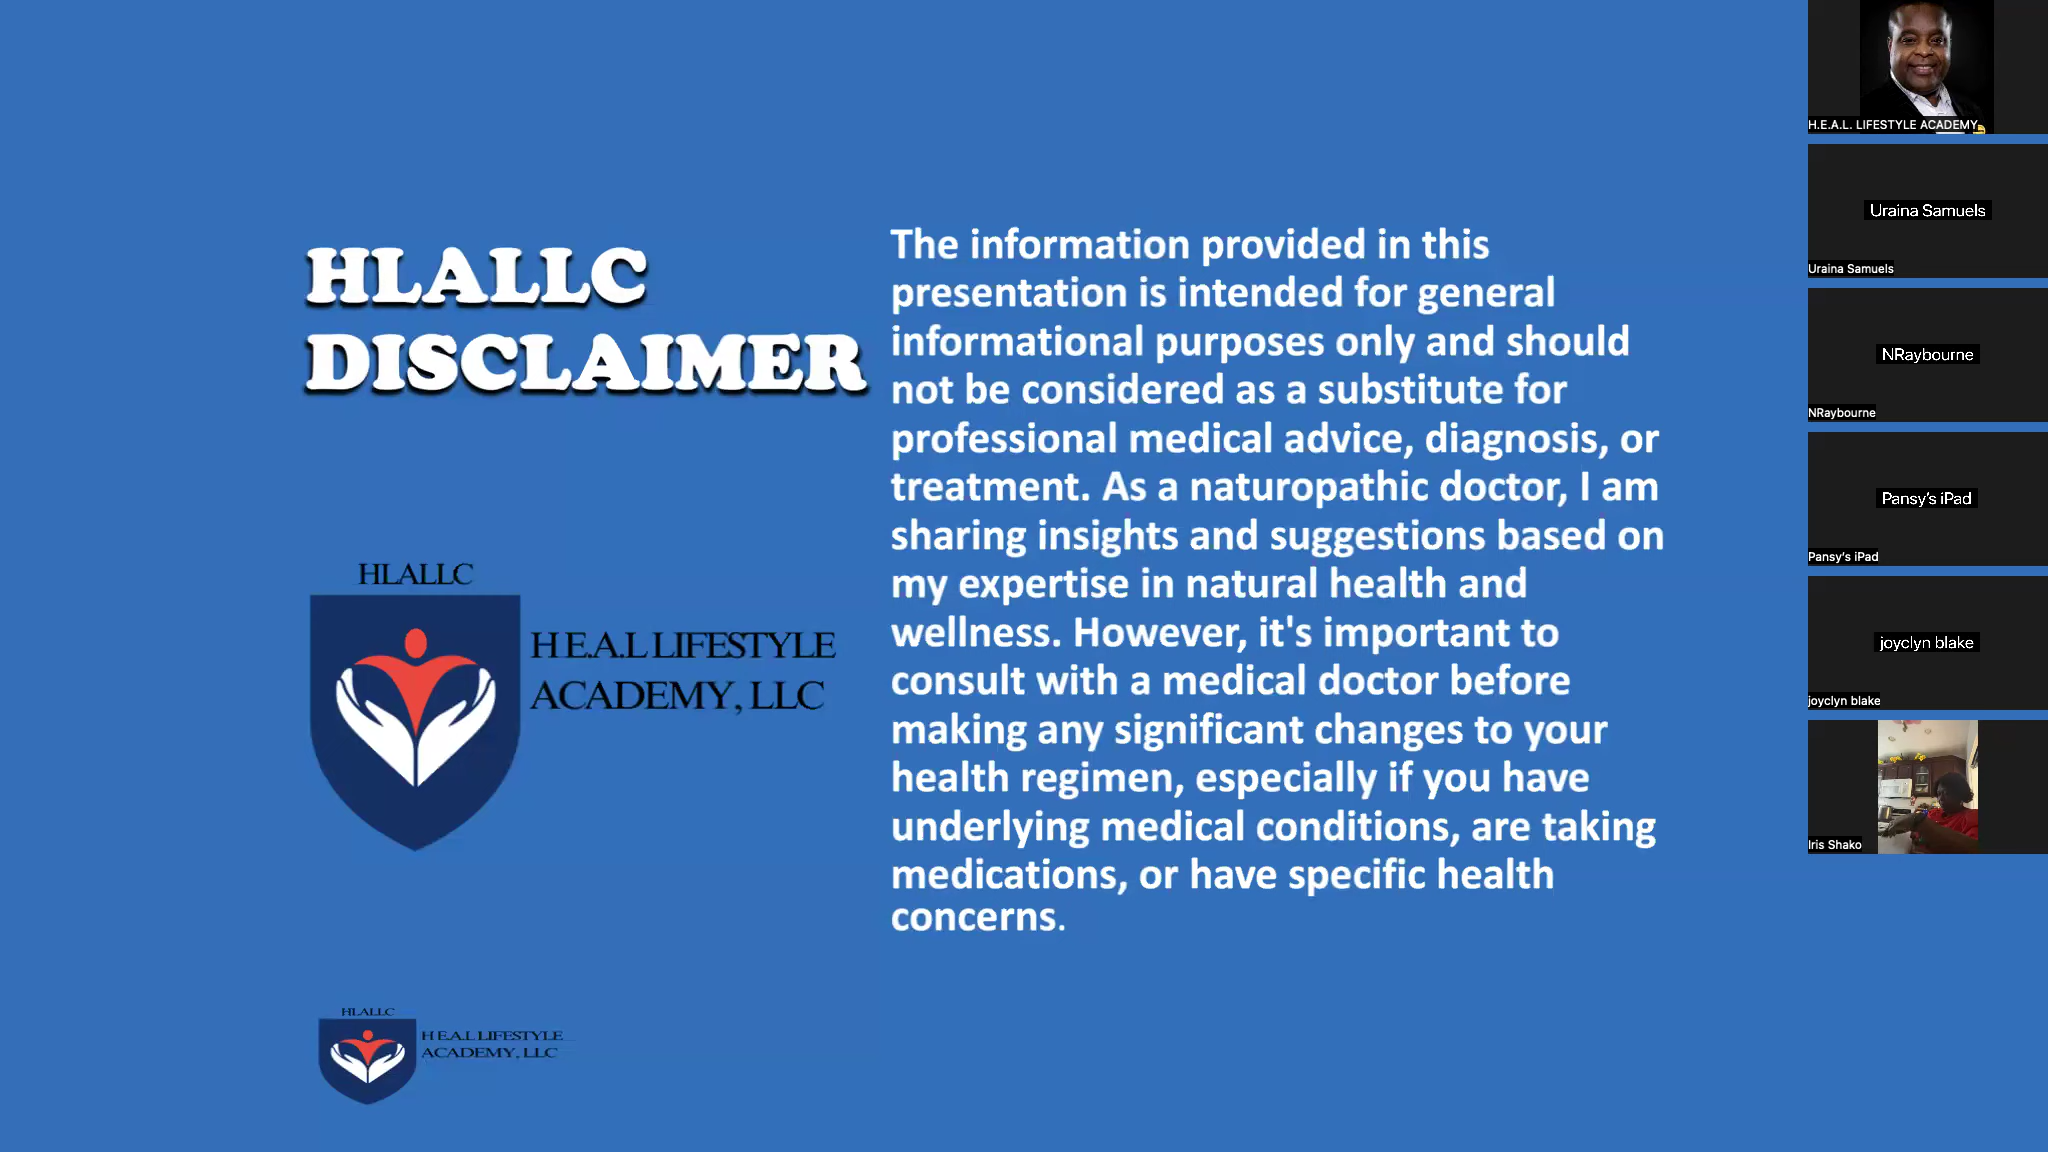 HLALLC
DISCLAIMER
The information provided in this
presentation is intended for general
informational purposes only and should
not be considered as a substitute for
professional medical advice, diagnosis, or
treatment. As a naturopathic doctor, I am
sharing insights and suggestions based on
my expertise in natural health and
wellness. However, it's important to
consult with a medical doctor before
making any significant changes to your
health regimen, especially if you have
underlying medical conditions, are taking
medications, or have specific health
concerns.
HLALLC
H.E.A.L LIFESTYLE
ACADEMY, LLC
HLALLC
H.E.A.L LIFESTYLE
ACADEMY, LLC
H.E.A.L. LIFESTYLE ACADEMY
Uraina Samuels
Uraina Samuels
NRaybourne
NRaybourne
Pansy's iPad
Pansy's iPad
joyclyn blake
joyclyn blake
Iris Shako